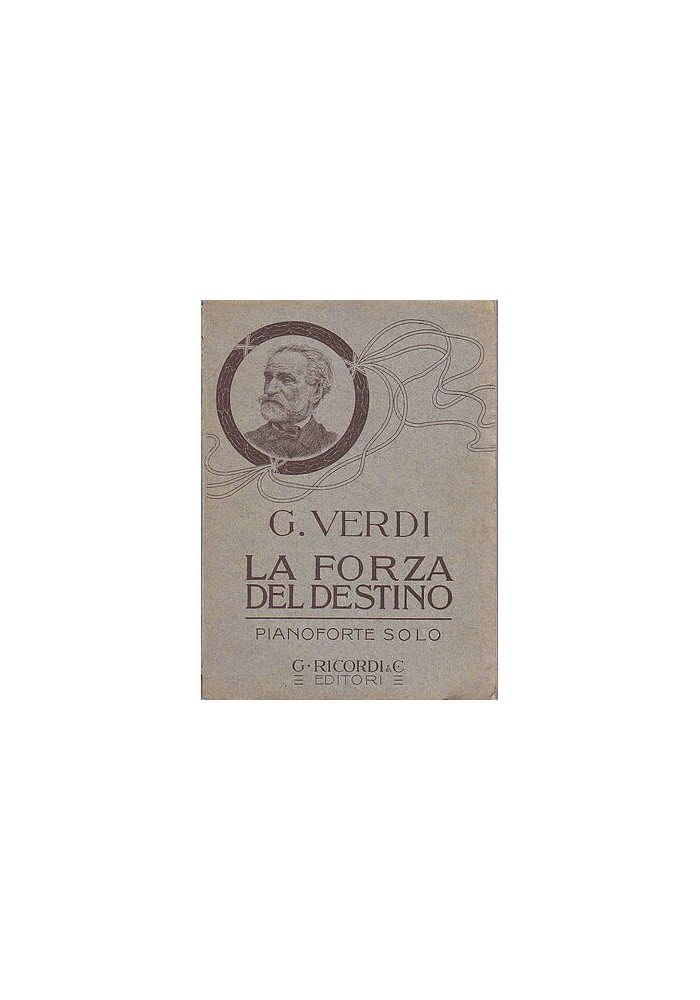 G. VERDI
LA FORZA
DEL DESTINO
PIANOFORTE SOLO
G. RICORDI & C.
EDITORI